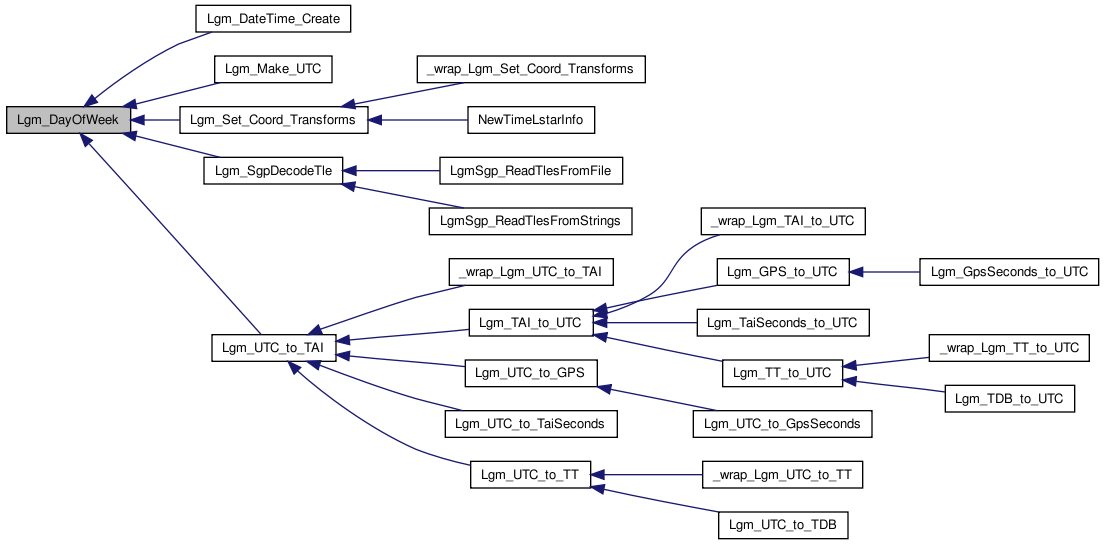 Lgm_DateTime_Create
Lgm_Make_UTC
_wrap_Lgm_Set_Coord_Transforms
Lgm_DayOfWeek
Lgm_Set_Coord_Transforms
NewTimeLstarInfo
Lgm_SgpDecodeTle
LgmSgp_ReadTlesFromFile
LgmSgp_ReadTlesFromStrings
_wrap_Lgm_TAI_to_UTC
_wrap_Lgm_UTC_to_TAI
Lgm_GPS_to_UTC
Lgm_GpsSeconds_to_UTC
Lgm_TAI_to_UTC
Lgm_TaiSeconds_to_UTC
Lgm_UTC_to_TAI
_wrap_Lgm_TT_to_UTC
Lgm_UTC_to_GPS
Lgm_TT_to_UTC
Lgm_TDB_to_UTC
Lgm_UTC_to_TaiSeconds
Lgm_UTC_to_GpsSeconds
Lgm_UTC_to_TT
_wrap_Lgm_UTC_to_TT
Lgm_UTC_to_TDB